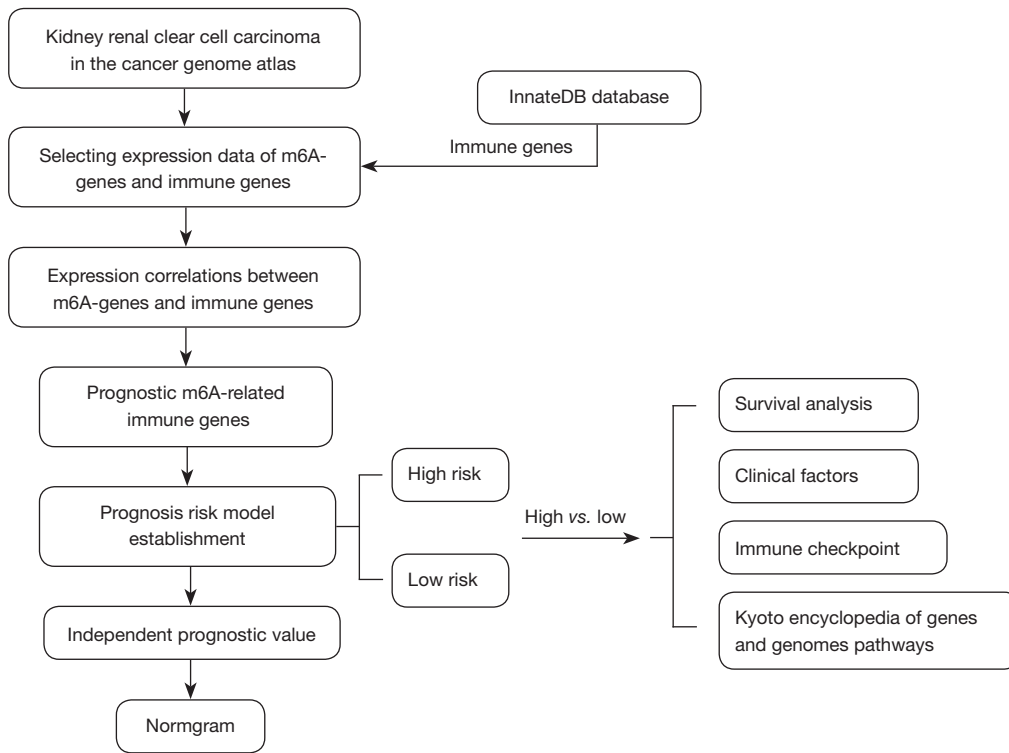 Kidney renal clear cell carcinoma
in the cancer genome atlas
InnateDB database
Immune genes
Selecting expression data of m6A-
genes and immune genes
Expression correlations between
m6A-genes and immune genes
Prognostic m6A-related
immune genes
Prognosis risk model
establishment
High risk
Low risk
High vs. low
Survival analysis
Clinical factors
Immune checkpoint
Kyoto encyclopedia of genes
and genomes pathways
Independent prognostic value
Normgram